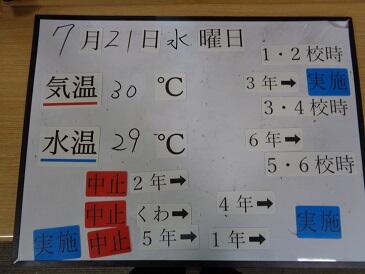 7月21日水曜日
1・2校時
気温 30 ℃
3年➡ 実施
3・4校時
水温 29 ℃
6年➡
5・6校時
中止 2年➡
中止 くわ➡ 4年➡ 実施
実施 中止 5年➡ 1年➡